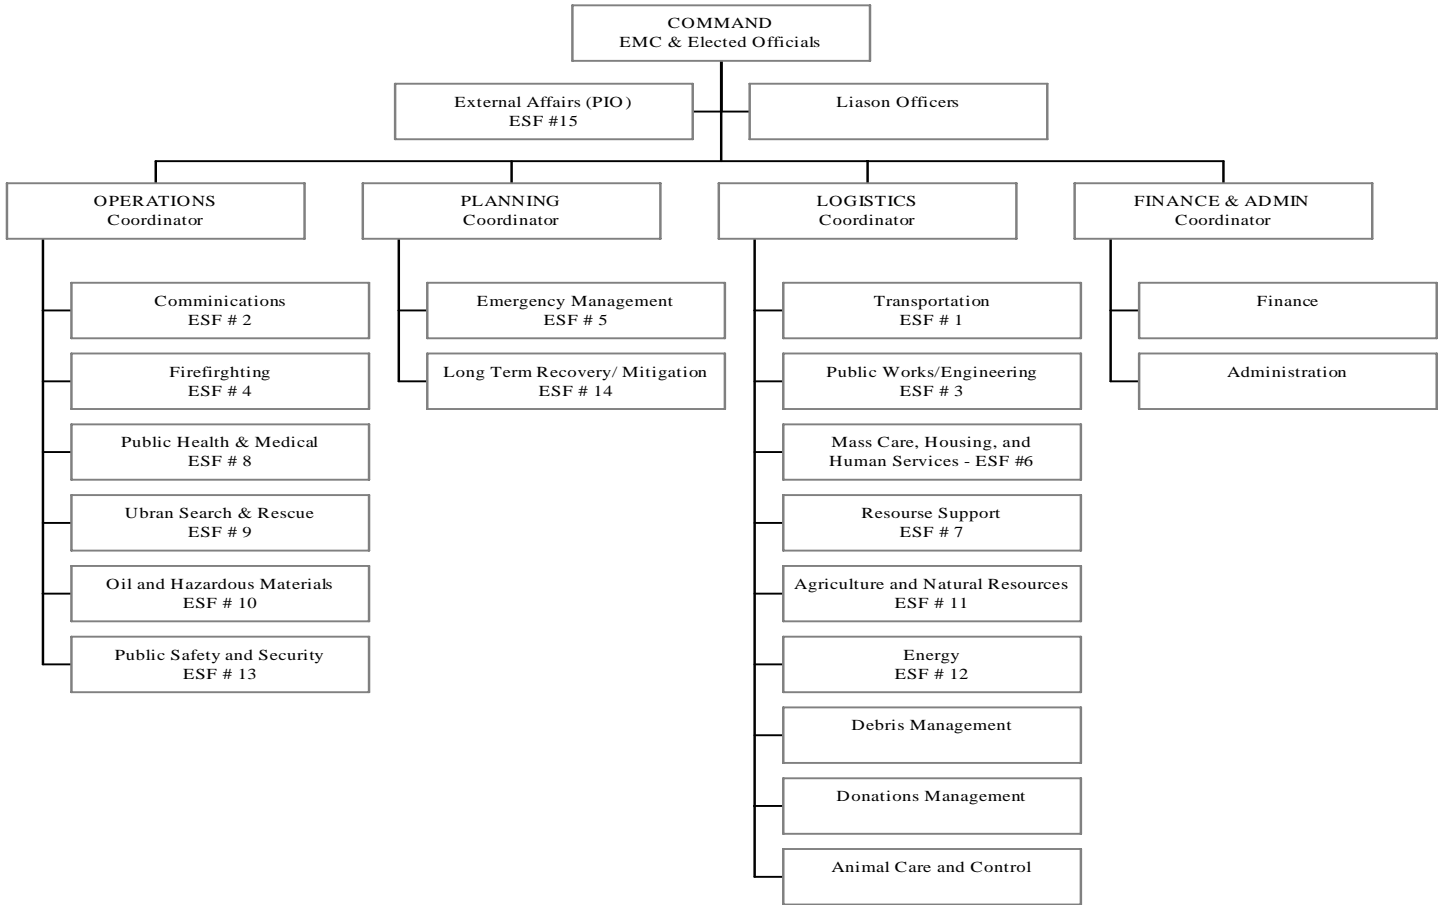 COMMAND
EMC & Elected Officials
External Affairs (PIO)
ESF #15
Liason Officers
OPERATIONS
Coordinator
PLANNING
Coordinator
LOGISTICS
Coordinator
FINANCE & ADMIN
Coordinator
Comminications
ESF # 2
Firefirghting
ESF # 4
Public Health & Medical
ESF # 8
Ubran Search & Rescue
ESF # 9
Oil and Hazardous Materials
ESF # 10
Public Safety and Security
ESF # 13
Emergency Management
ESF # 5
Long Term Recovery/ Mitigation
ESF # 14
Transportation
ESF # 1
Public Works/Engineering
ESF # 3
Mass Care, Housing, and
Human Services - ESF #6
Resourse Support
ESF # 7
Agriculture and Natural Resources
ESF # 11
Energy
ESF # 12
Debris Management
Donations Management
Animal Care and Control
Finance
Administration